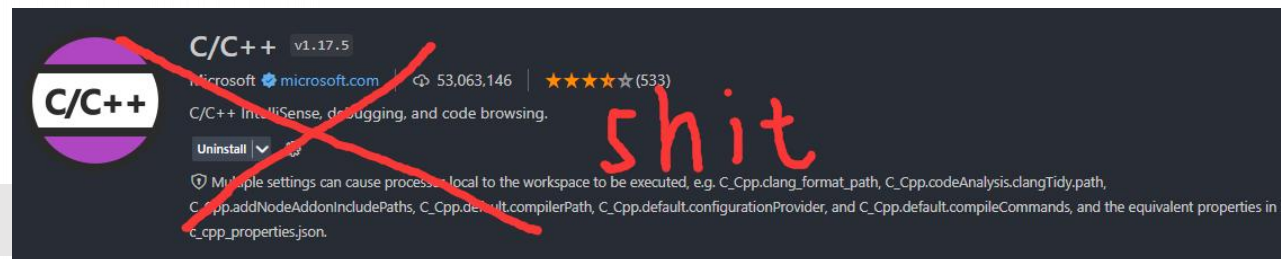 C/C++ v1.17.5
Microsoft microsoft.com 53,063,146 (533)
C/C++
C/C++ IntelliSense, debugging, and code browsing.
shit
Uninstall
Multiple settings can cause processes local to the workspace to be executed, e.g. C_Cpp.clang_format_path, C_Cpp.codeAnalysis.clangTidy.path,
C_Cpp.addNodeAddonIncludePaths, C_Cpp.default.compilerPath, C_Cpp.default.configurationProvider, and C_Cpp.default.compileCommands, and the equivalent properties in
c_cpp_properties.json.